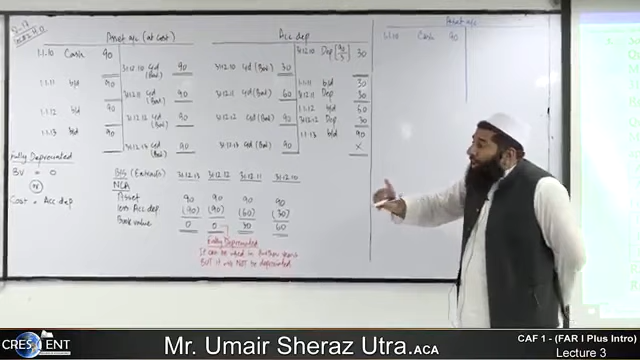 Asset a/c (at cost)
1.1.10 Cash 90
31.12.10 c/d (Bal) 90
1.1.11 b/d 90
31.12.11 c/d (Bal) 90
1.1.12 b/d 90
31.12.12 c/d (Bal) 90
1.1.13 b/d 90
31.12.13 c/d (Bal) 90
Acc dep
31.12.10 Dep [90/3] 30
31.12.10 c/d (Bal) 30
1.1.11 b/d 30
31.12.11 Dep 30
31.12.11 c/d (Bal) 60
1.1.12 b/d 60
31.12.12 Dep 30
31.12.12 c/d (Bal) 90
1.1.13 b/d 90
31.12.13 c/d (Bal) 90
x
Asset a/c
1.1.10 Cash 90
Fully Depreciated
BV = 0
OR
Cost = Acc dep
B/S (Extracts) 31.12.13 31.12.12 31.12.11 31.12.10
NCA
Asset 90 90 90 90
less Acc dep (90) (90) (60) (30)
Book value 0 0 30 60
Fully Depreciated
It can be used in further years
BUT it will NOT be depreciated
CRESCENT
Mr. Umair Sheraz Utra.ACA
CAF 1 - (FAR I Plus Intro)
Lecture 3